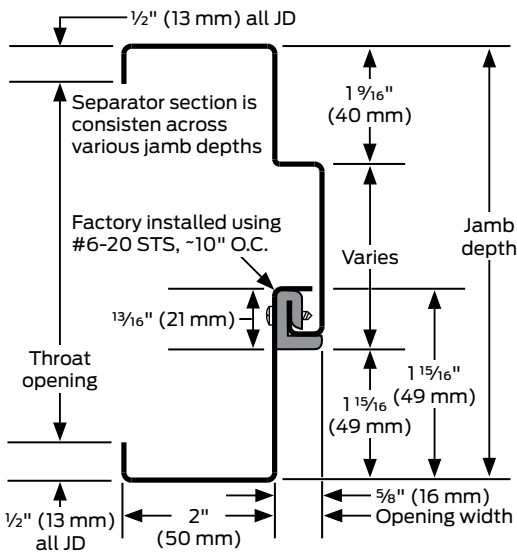 ½" (13 mm) all JD
Separator section is
consisten across
various jamb depths
1 ⁹⁄₁₆"
(40 mm)
Factory installed using
#6-20 STS, ~10" O.C.
Jamb
depth
Varies
¹³⁄₁₆" (21 mm)
Throat
opening
1 ¹⁵⁄₁₆"
(49 mm)
1 ¹⁵⁄₁₆
(49 mm)
⅝" (16 mm)
Opening width
½" (13 mm)
all JD
2"
(50 mm)